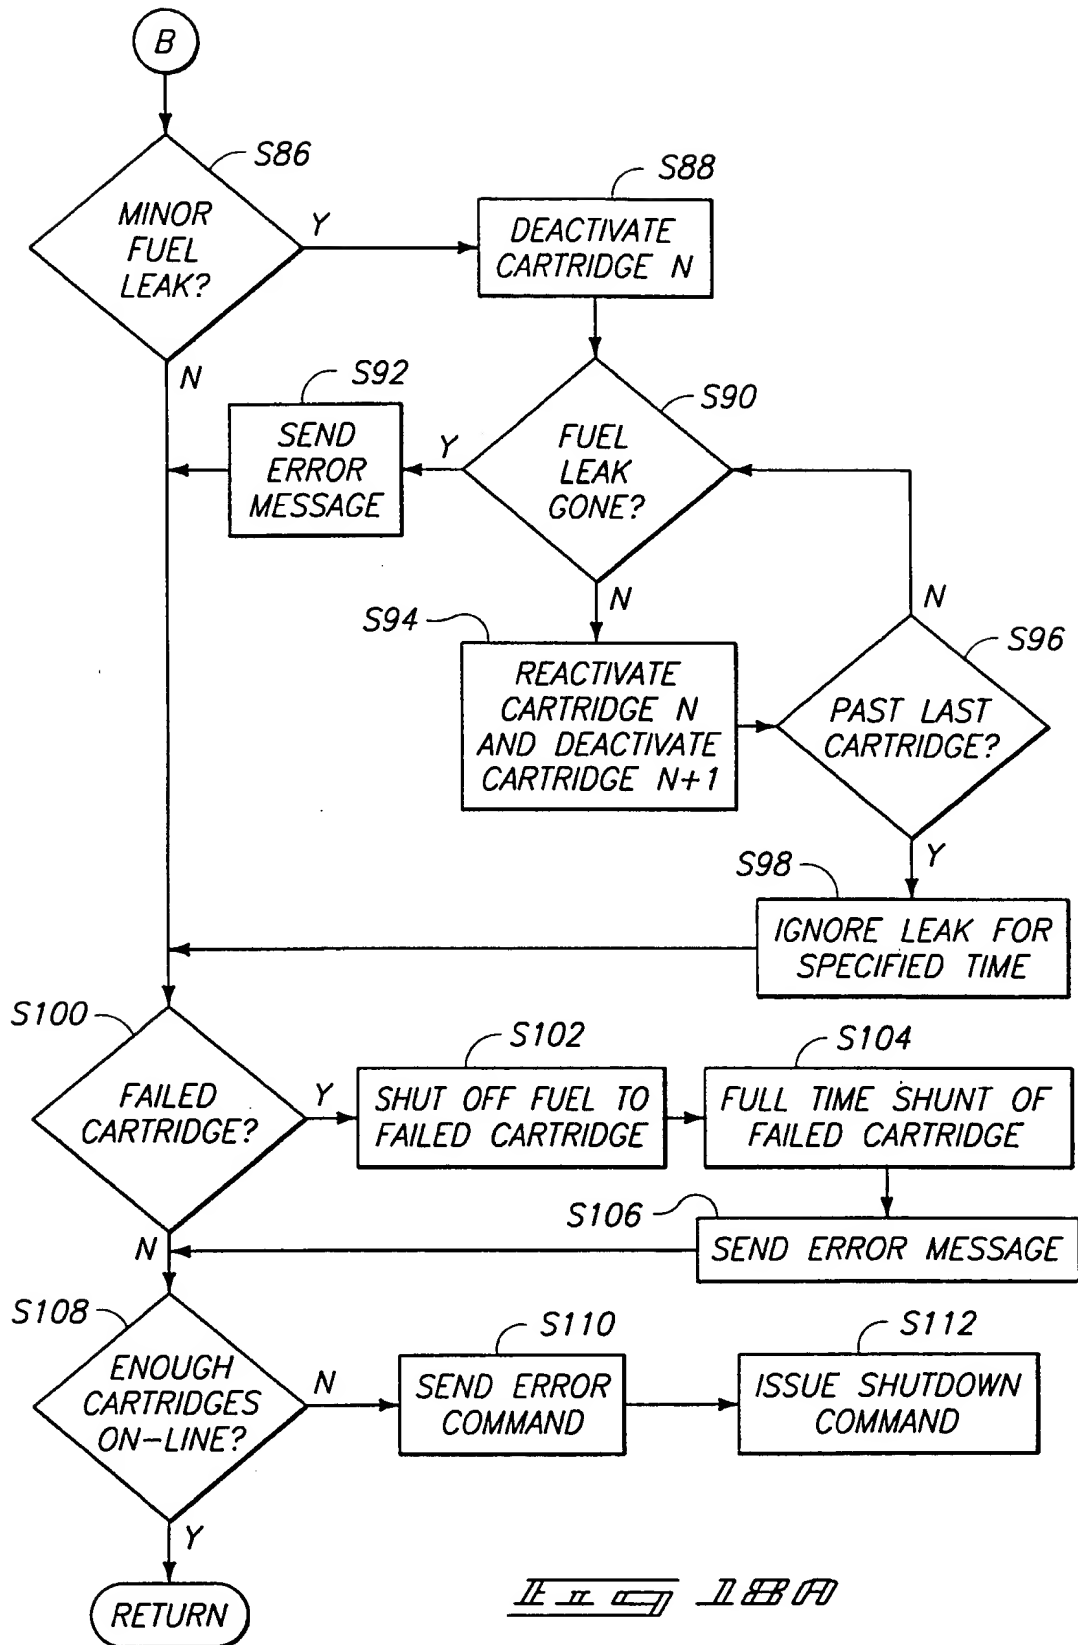 B
S86
MINOR
FUEL
LEAK?
Y
N
S88
DEACTIVATE
CARTRIDGE N
S90
FUEL
LEAK
GONE?
Y
N
S92
SEND
ERROR
MESSAGE
S94
REACTIVATE
CARTRIDGE N
AND DEACTIVATE
CARTRIDGE N+1
S96
PAST LAST
CARTRIDGE?
N
Y
S98
IGNORE LEAK FOR
SPECIFIED TIME
S100
FAILED
CARTRIDGE?
Y
N
S102
SHUT OFF FUEL TO
FAILED CARTRIDGE
S104
FULL TIME SHUNT OF
FAILED CARTRIDGE
S106
SEND ERROR MESSAGE
S108
ENOUGH
CARTRIDGES
ON-LINE?
N
Y
S110
SEND ERROR
COMMAND
S112
ISSUE SHUTDOWN
COMMAND
RETURN
FIG 18A